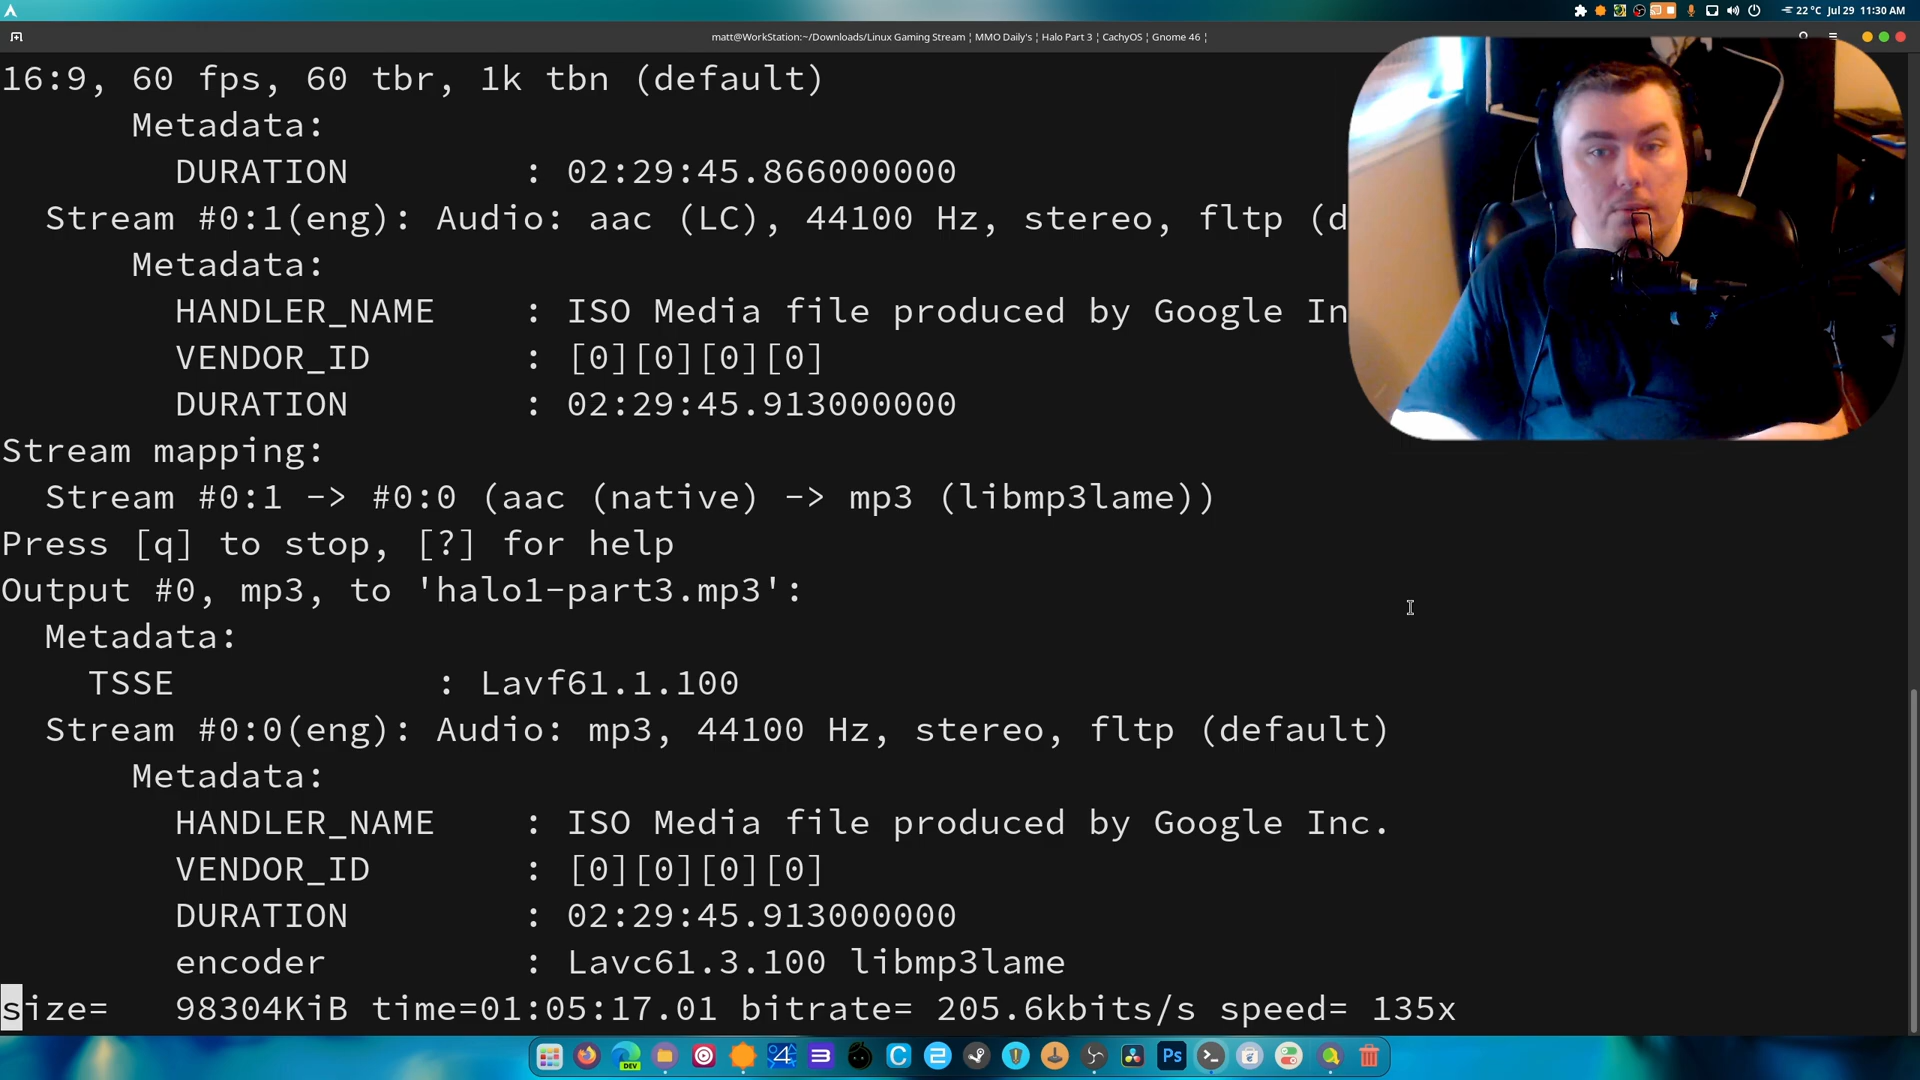 22 °C Jul 29 11:30 AM
matt@WorkStation:~/Downloads/Linux Gaming Stream ¦ MMO Daily's ¦ Halo Part 3 ¦ CachyOS ¦ Gnome 46 ¦
16:9, 60 fps, 60 tbr, 1k tbn (default)
Metadata:
DURATION : 02:29:45.866000000
Stream #0:1(eng): Audio: aac (LC), 44100 Hz, stereo, fltp (d
Metadata:
HANDLER_NAME : ISO Media file produced by Google In
VENDOR_ID : [0][0][0][0]
DURATION : 02:29:45.913000000
Stream mapping:
Stream #0:1 -> #0:0 (aac (native) -> mp3 (libmp3lame))
Press [q] to stop, [?] for help
Output #0, mp3, to 'halo1-part3.mp3':
Metadata:
TSSE : Lavf61.1.100
Stream #0:0(eng): Audio: mp3, 44100 Hz, stereo, fltp (default)
Metadata:
HANDLER_NAME : ISO Media file produced by Google Inc.
VENDOR_ID : [0][0][0][0]
DURATION : 02:29:45.913000000
encoder : Lavc61.3.100 libmp3lame
size= 98304KiB time=01:05:17.01 bitrate= 205.6kbits/s speed= 135x
DEV
Ps